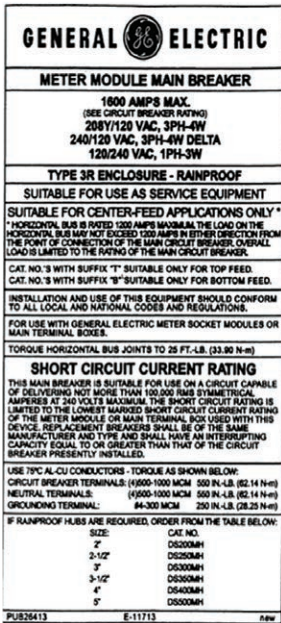 GENERAL GE ELECTRIC
METER MODULE MAIN BREAKER
1600 AMPS MAX.
(SEE CIRCUIT BREAKER RATING)
208Y/120 VAC, 3PH-4W
240/120 VAC, 3PH-4W DELTA
120/240 VAC, 1PH-3W
TYPE 3R ENCLOSURE - RAINPROOF
SUITABLE FOR USE AS SERVICE EQUIPMENT
SUITABLE FOR CENTER-FEED APPLICATIONS ONLY *
* HORIZONTAL BUS IS RATED 1200 AMPS MAXIMUM. THE LOAD ON THE
HORIZONTAL BUS MAY NOT EXCEED 1200 AMPS IN EITHER DIRECTION FROM
THE POINT OF CONNECTION OF THE MAIN CIRCUIT BREAKER. OVERALL
LOAD IS LIMITED TO THE RATING OF THE MAIN CIRCUIT BREAKER.
CAT. NO.'S WITH SUFFIX "T" SUITABLE ONLY FOR TOP FEED.
CAT. NO.'S WITH SUFFIX "B" SUITABLE ONLY FOR BOTTOM FEED.
INSTALLATION AND USE OF THIS EQUIPMENT SHOULD CONFORM
TO ALL LOCAL AND NATIONAL CODES AND REGULATIONS.
FOR USE WITH GENERAL ELECTRIC METER SOCKET MODULES OR
MAIN TERMINAL BOXES.
TORQUE HORIZONTAL BUS JOINTS TO 25 FT.-LB. (33.90 N-m)
SHORT CIRCUIT CURRENT RATING
THIS MAIN BREAKER IS SUITABLE FOR USE ON A CIRCUIT CAPABLE
OF DELIVERING NOT MORE THAN 100,000 RMS SYMMETRICAL
AMPERES AT 240 VOLTS MAXIMUM. THE SHORT CIRCUIT RATING IS
LIMITED TO THE LOWEST MARKED SHORT CIRCUIT CURRENT RATING
OF THE METER MODULE OR MAIN TERMINAL BOX USED WITH THIS
DEVICE. REPLACEMENT BREAKERS SHALL BE OF THE SAME
MANUFACTURER AND TYPE AND SHALL HAVE AN INTERRUPTING
CAPACITY EQUAL TO OR GREATER THAN THAT OF THE CIRCUIT
BREAKER PRESENTLY INSTALLED.
USE 75°C AL-CU CONDUCTORS - TORQUE AS SHOWN BELOW:
CIRCUIT BREAKER TERMINALS: (4)600-1000 MCM 550 IN.-LB. (62.14 N-m)
NEUTRAL TERMINALS: (4)600-1000 MCM 550 IN.-LB. (62.14 N-m)
GROUNDING TERMINAL: #4-300 MCM 250 IN.-LB. (28.25 N-m)
IF RAINPROOF HUBS ARE REQUIRED, ORDER FROM THE TABLE BELOW:
SIZE: CAT. NO.
2" DS200MH
2-1/2" DS250MH
3" DS300MH
3-1/2" DS350MH
4" DS400MH
5" DS500MH
PUB26413 E-11713 new